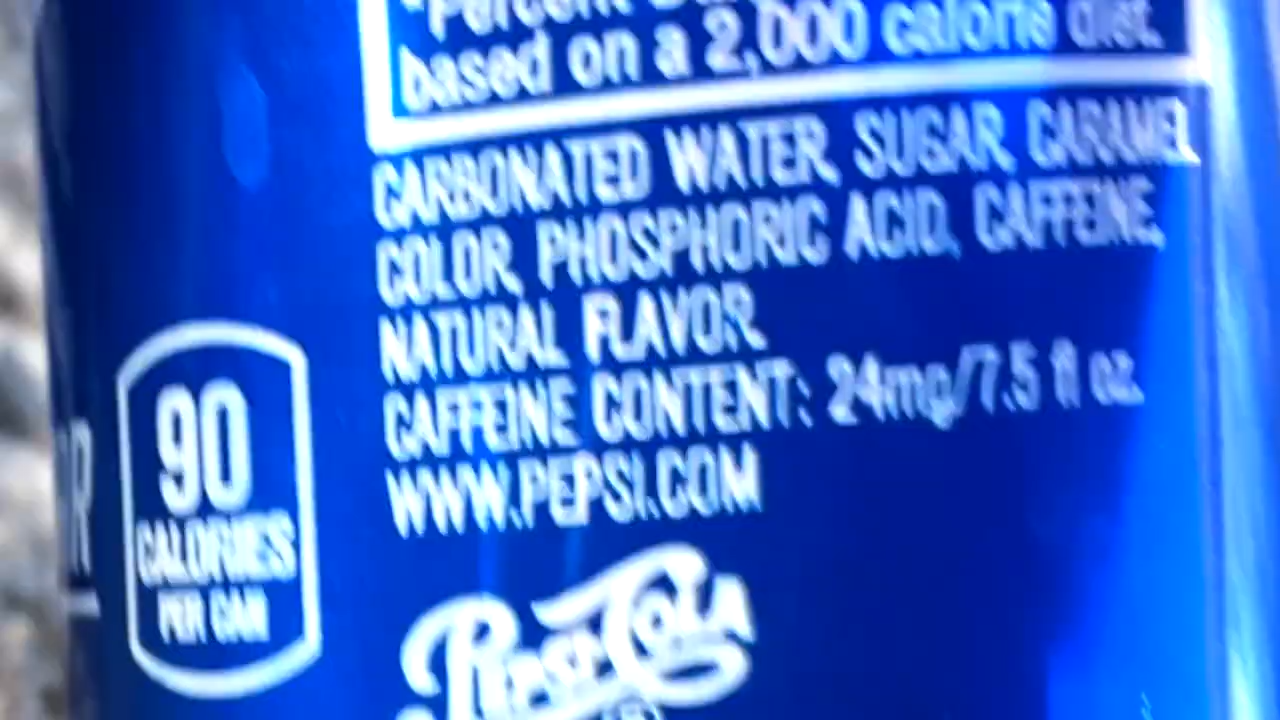 *Percent
based on a 2,000 calorie diet.
CARBONATED WATER, SUGAR, CARAMEL
COLOR, PHOSPHORIC ACID, CAFFEINE,
NATURAL FLAVOR.
CAFFEINE CONTENT: 24mg/7.5 fl oz.
WWW.PEPSI.COM
90
CALORIES
PER CAN
PEPSI-COLA